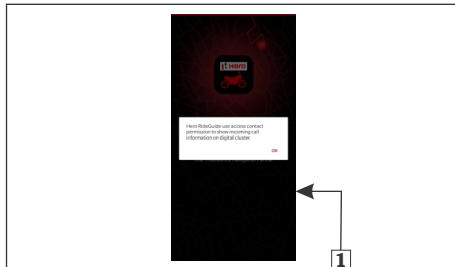 Hero
Hero RideGuide use access contact
permission to show incoming call
information on digital cluster.
OK
1